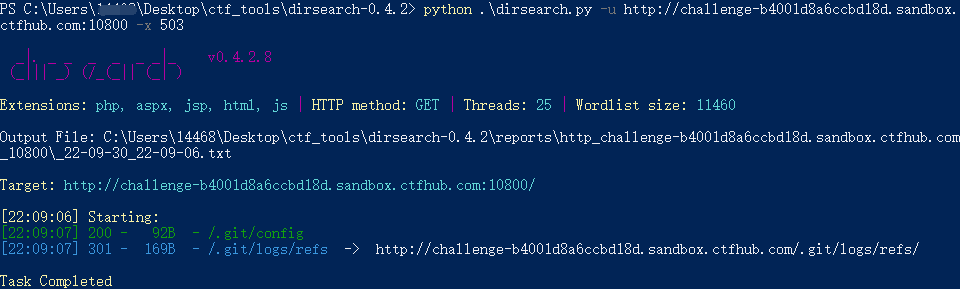 PS C:\Users\14468\Desktop\ctf_tools\dirsearch-0.4.2> python .\dirsearch.py -u http://challenge-b4001d8a6ccbd18d.sandbox.
ctfhub.com:10800 -x 503
dirsearch v0.4.2.8
Extensions: php, aspx, jsp, html, js | HTTP method: GET | Threads: 25 | Wordlist size: 11460
Output File: C:\Users\14468\Desktop\ctf_tools\dirsearch-0.4.2\reports\http_challenge-b4001d8a6ccbd18d.sandbox.ctfhub.com
_10800\_22-09-30_22-09-06.txt
Target: http://challenge-b4001d8a6ccbd18d.sandbox.ctfhub.com:10800/
[22:09:06] Starting:
[22:09:07] 200 -   92B  - /.git/config
[22:09:07] 301 -  169B  - /.git/logs/refs  ->  http://challenge-b4001d8a6ccbd18d.sandbox.ctfhub.com/.git/logs/refs/
Task Completed